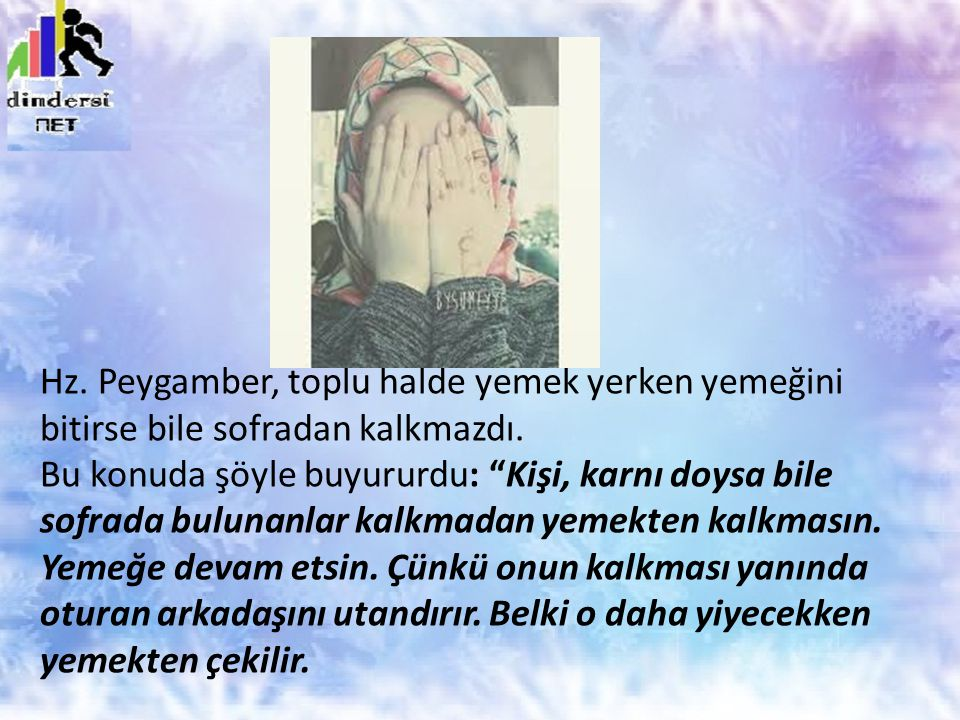 dindersi
NET
BYSÜMEYYE
Hz. Peygamber, toplu halde yemek yerken yemeğini
bitirse bile sofradan kalkmazdı.
Bu konuda şöyle buyururdu: “Kişi, karnı doysa bile
sofrada bulunanlar kalkmadan yemekten kalkmasın.
Yemeğe devam etsin. Çünkü onun kalkması yanında
oturan arkadaşını utandırır. Belki o daha yiyecekken
yemekten çekilir.